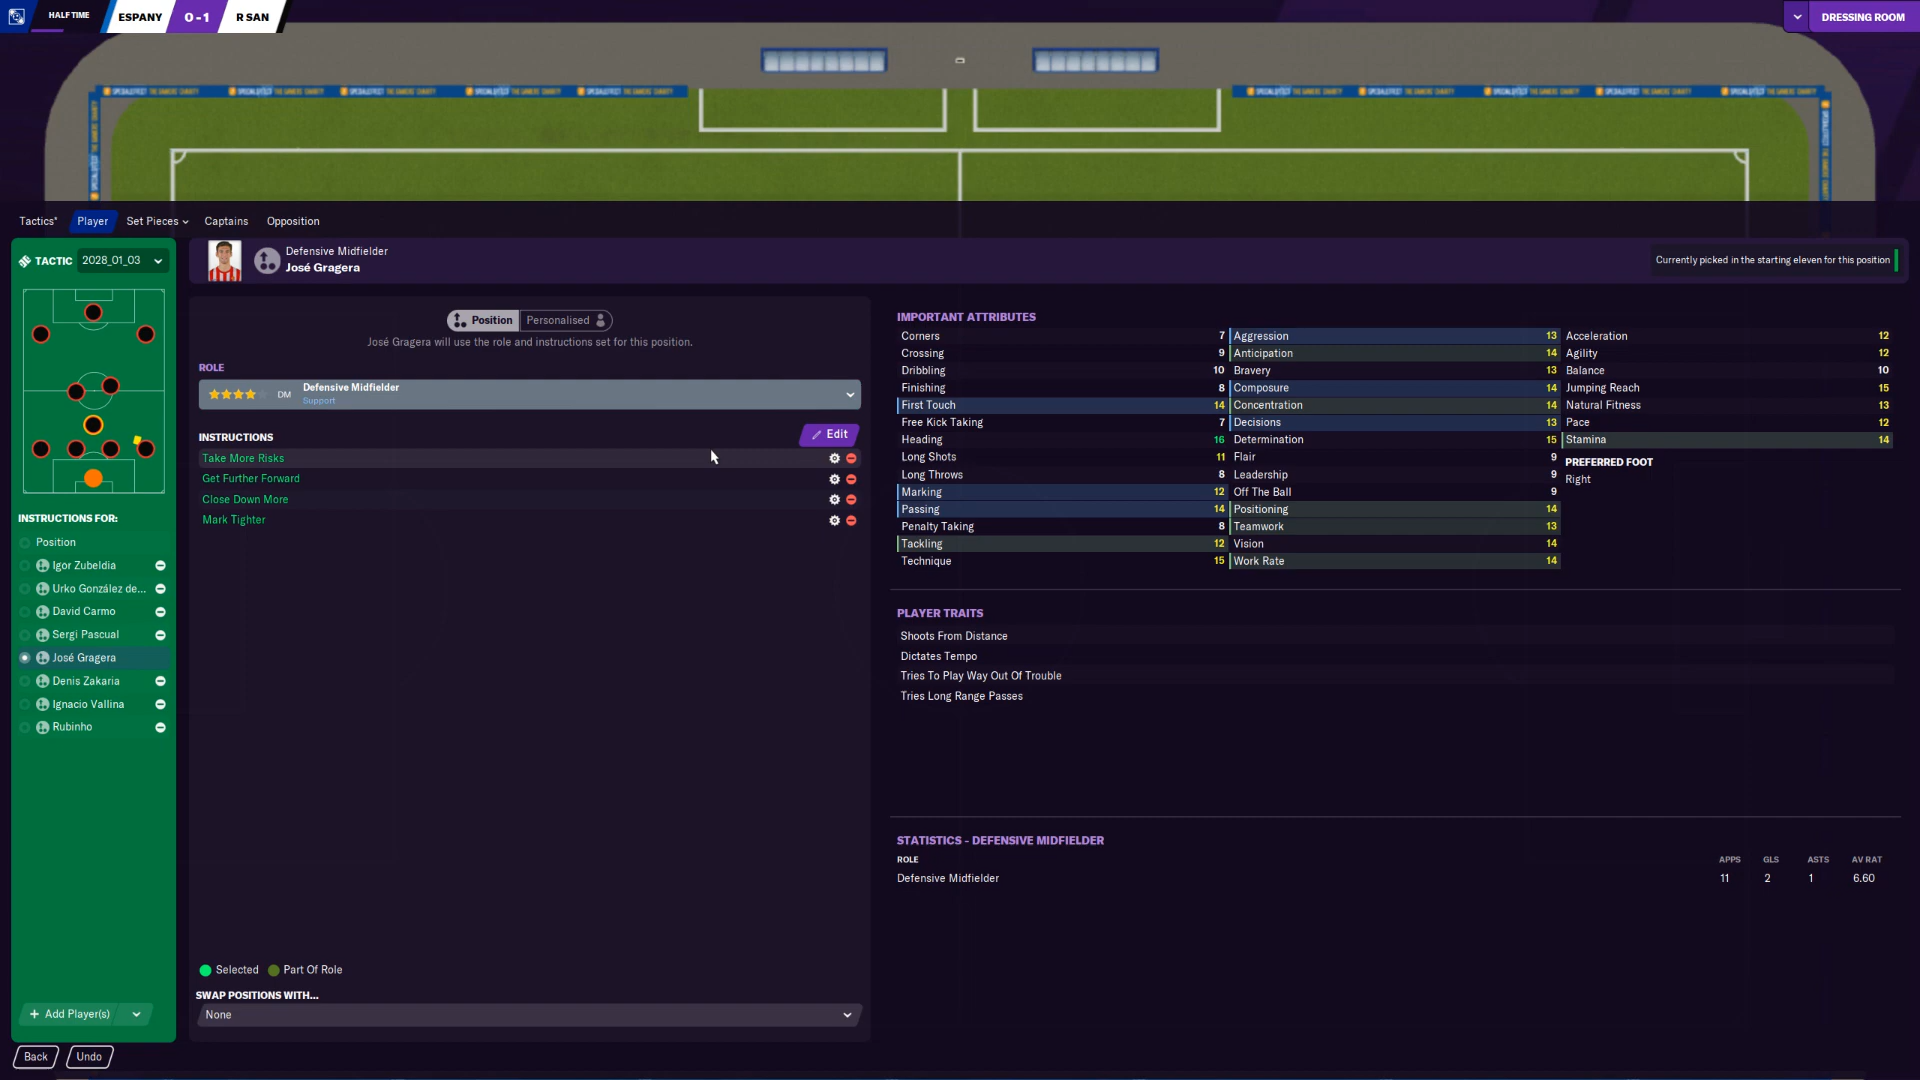 HALF TIME
ESPANY 0 - 1 R SAN
DRESSING ROOM
Tactics* Player Set Pieces Captains Opposition
TACTIC 2028_01_03
Defensive Midfielder
José Gragera
Currently picked in the starting eleven for this position
Position Personalised
José Gragera will use the role and instructions set for this position.
ROLE
DM Defensive Midfielder
Support
INSTRUCTIONS
Edit
Take More Risks
Get Further Forward
Close Down More
Mark Tighter
INSTRUCTIONS FOR:
Position
Igor Zubeldia
Urko González de...
David Carmo
Sergi Pascual
José Gragera
Denis Zakaria
Ignacio Vallina
Rubinho
Add Player(s)
Selected Part Of Role
SWAP POSITIONS WITH...
None
Back Undo
IMPORTANT ATTRIBUTES
Corners 7 Aggression 13 Acceleration 12
Crossing 9 Anticipation 14 Agility 12
Dribbling 10 Bravery 13 Balance 10
Finishing 8 Composure 14 Jumping Reach 15
First Touch 14 Concentration 14 Natural Fitness 13
Free Kick Taking 7 Decisions 13 Pace 12
Heading 16 Determination 15 Stamina 14
Long Shots 11 Flair 9
Long Throws 8 Leadership 9
Marking 12 Off The Ball 9
Passing 14 Positioning 14
Penalty Taking 8 Teamwork 13
Tackling 12 Vision 14
Technique 15 Work Rate 14
PREFERRED FOOT
Right
PLAYER TRAITS
Shoots From Distance
Dictates Tempo
Tries To Play Way Out Of Trouble
Tries Long Range Passes
STATISTICS - DEFENSIVE MIDFIELDER
ROLE APPS GLS ASTS AV RAT
Defensive Midfielder 11 2 1 6.60